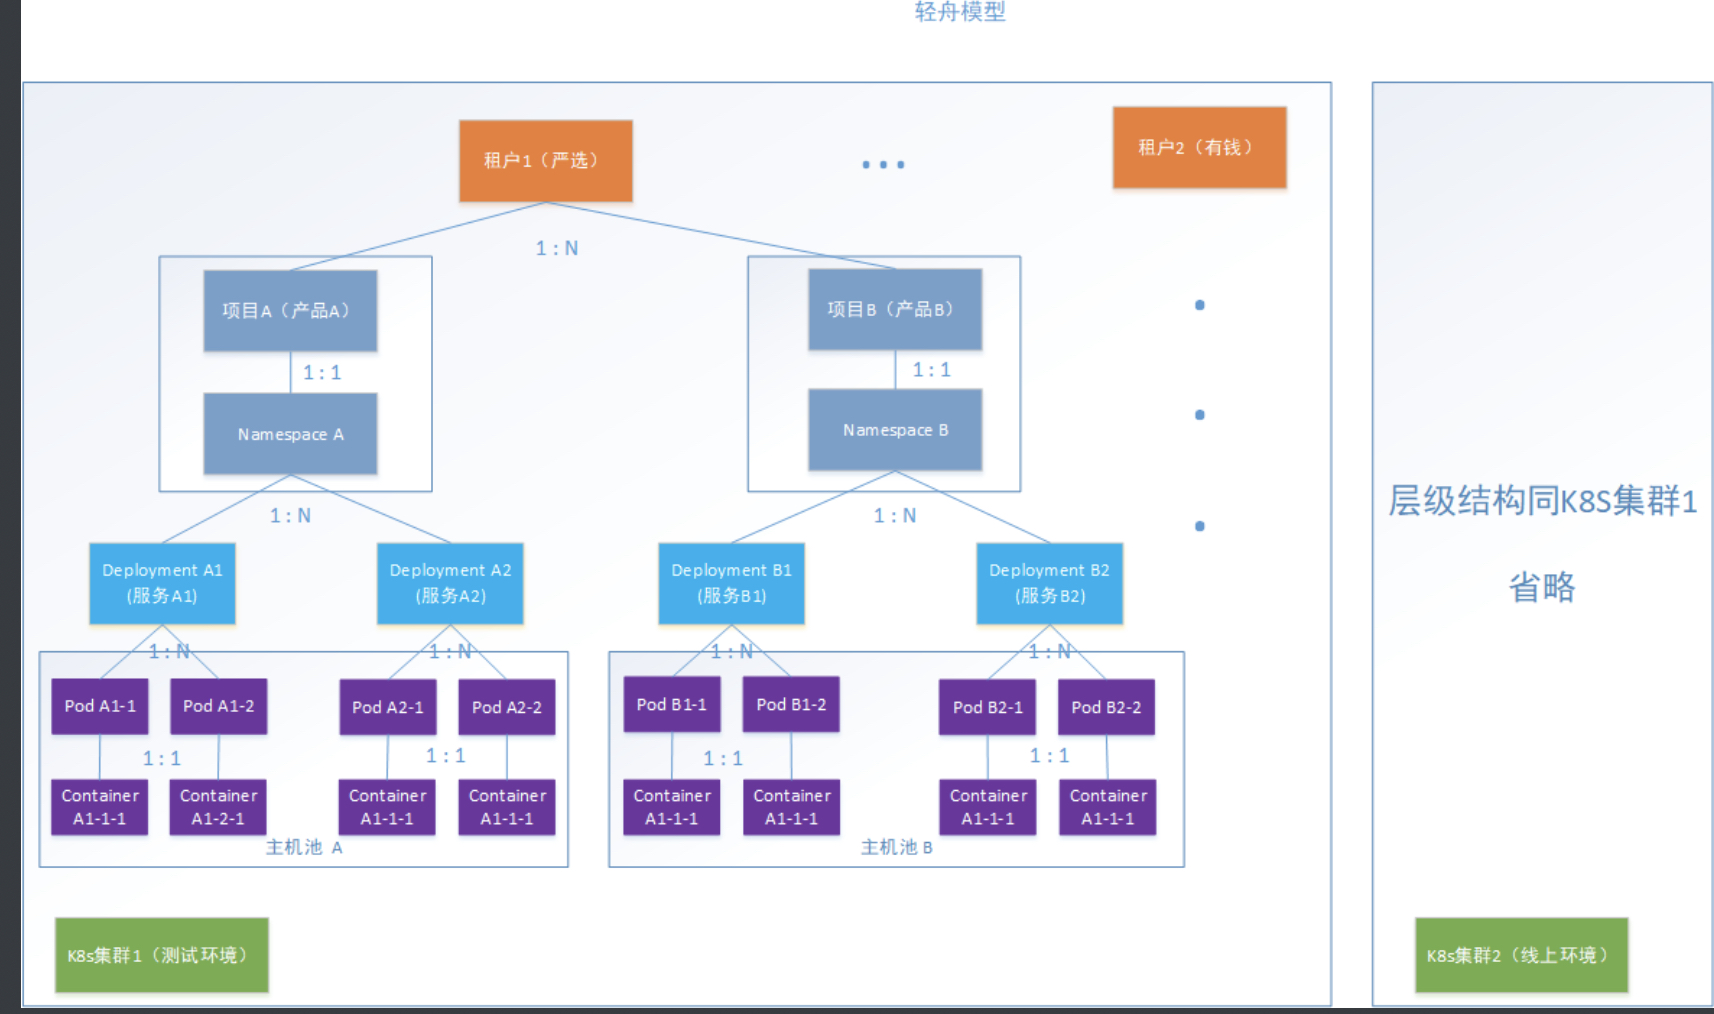 轻舟模型
租户1（严选）
租户2（有钱）
1 : N
项目A（产品A）
项目B（产品B）
1 : 1
1 : 1
Namespace A
Namespace B
1 : N
1 : N
层级结构同K8S集群1
省略
Deployment A1
(服务A1)
Deployment A2
(服务A2)
Deployment B1
(服务B1)
Deployment B2
(服务B2)
1 : N
1 : N
1 : N
1 : N
Pod A1-1
Pod A1-2
Pod A2-1
Pod A2-2
Pod B1-1
Pod B1-2
Pod B2-1
Pod B2-2
1 : 1
1 : 1
1 : 1
1 : 1
Container
A1-1-1
Container
A1-2-1
Container
A1-1-1
Container
A1-1-1
Container
A1-1-1
Container
A1-1-1
Container
A1-1-1
Container
A1-1-1
主机池 A
主机池 B
K8s集群1（测试环境）
K8s集群2（线上环境）